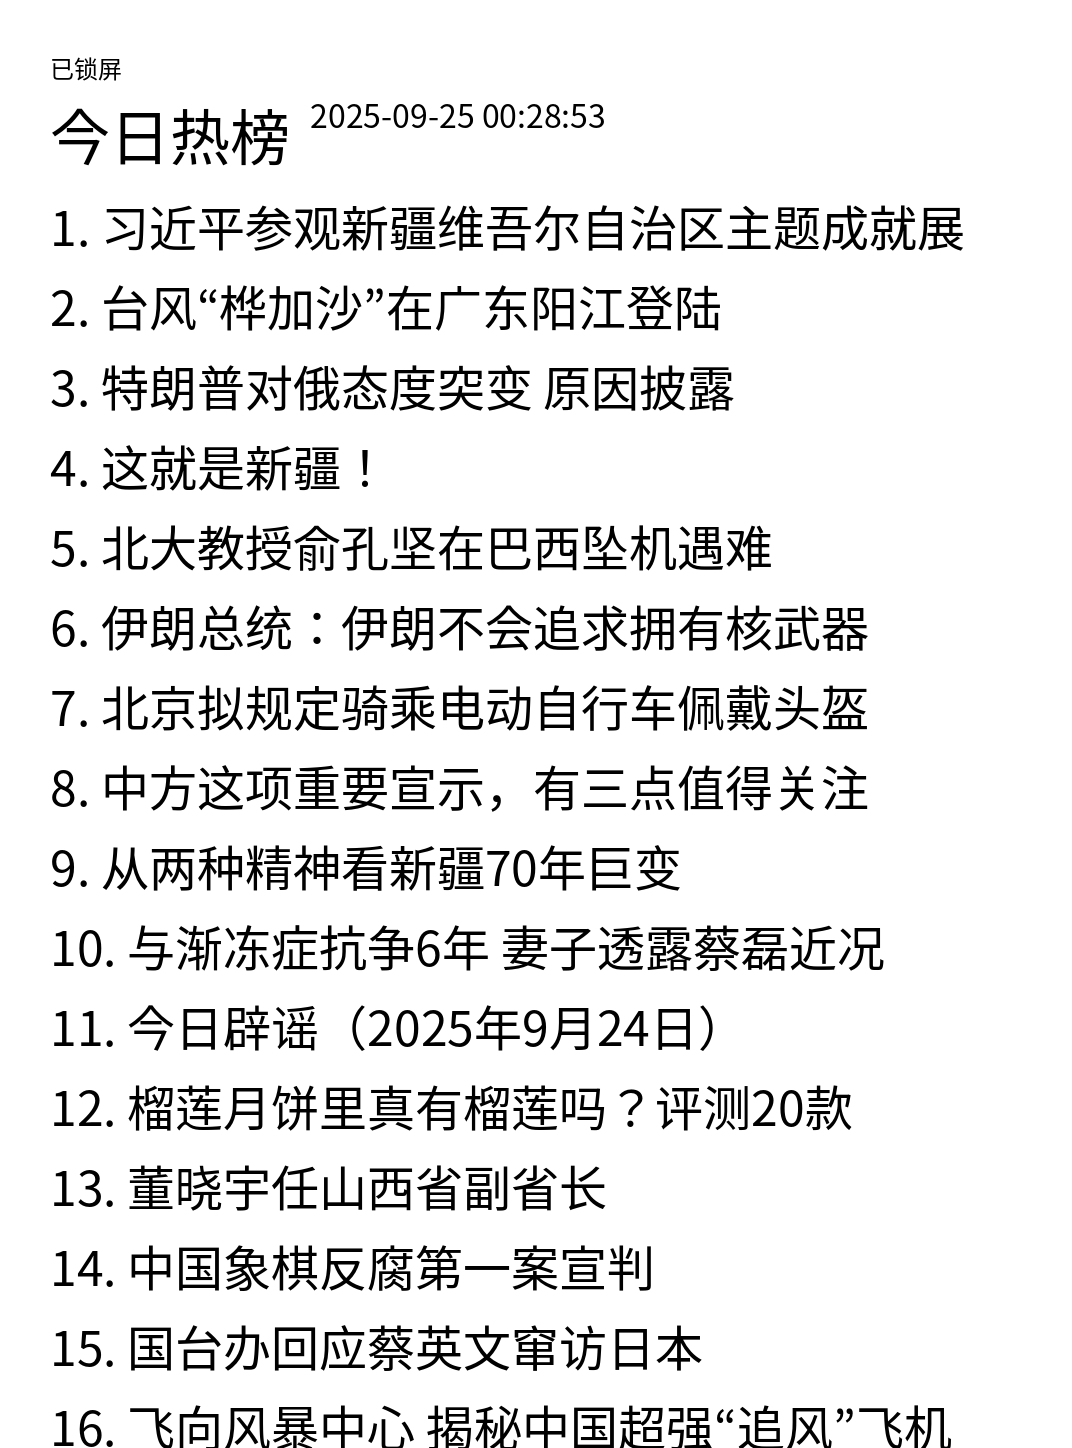 已锁屏
今日热榜 2025-09-25 00:28:53
1. 习近平参观新疆维吾尔自治区主题成就展
2. 台风“桦加沙”在广东阳江登陆
3. 特朗普对俄态度突变 原因披露
4. 这就是新疆！
5. 北大教授俞孔坚在巴西坠机遇难
6. 伊朗总统：伊朗不会追求拥有核武器
7. 北京拟规定骑乘电动自行车佩戴头盔
8. 中方这项重要宣示，有三点值得关注
9. 从两种精神看新疆70年巨变
10. 与渐冻症抗争6年 妻子透露蔡磊近况
11. 今日辟谣（2025年9月24日）
12. 榴莲月饼里真有榴莲吗？评测20款
13. 董晓宇任山西省副省长
14. 中国象棋反腐第一案宣判
15. 国台办回应蔡英文窜访日本
16. 飞向风暴中心 揭秘中国超强“追风”飞机